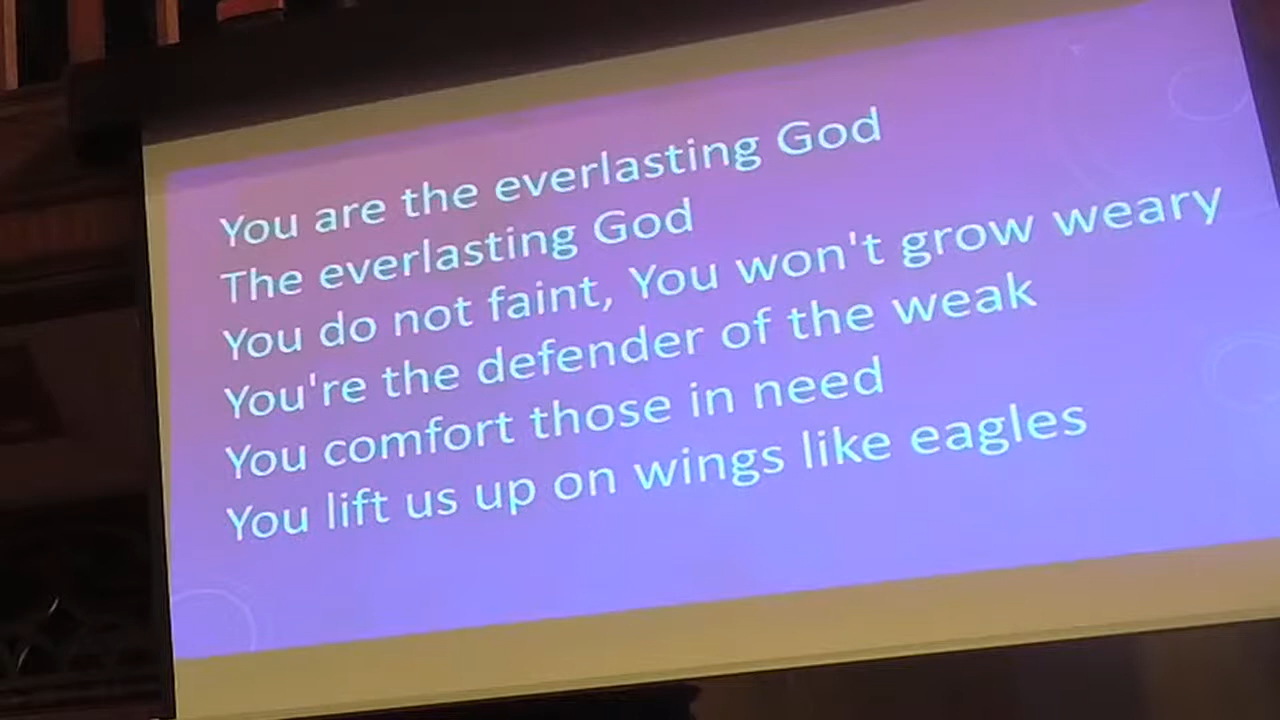 You are the everlasting God
The everlasting God
You do not faint, You won't grow weary
You're the defender of the weak
You comfort those in need
You lift us up on wings like eagles